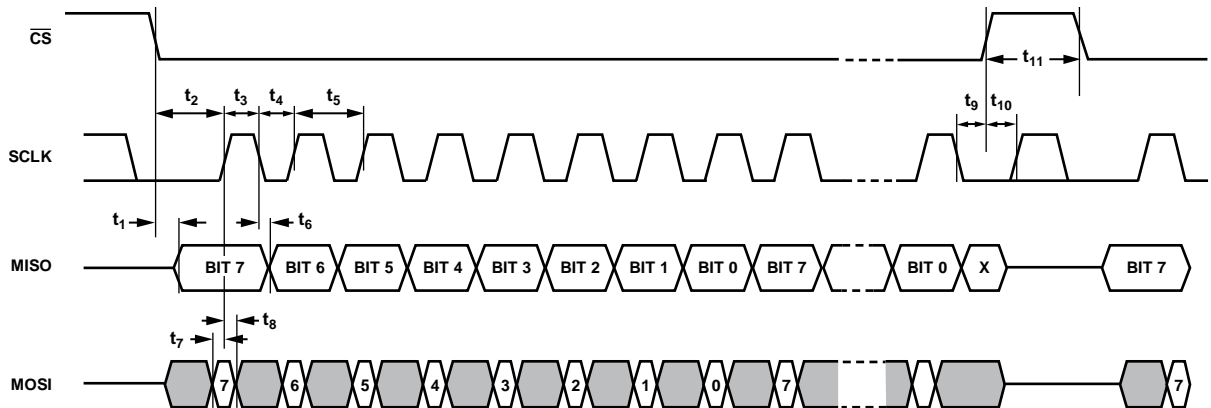 CS
t11
t2 t3 t4 t5
t9 t10
SCLK
t1 t6
MISO BIT 7 BIT 6 BIT 5 BIT 4 BIT 3 BIT 2 BIT 1 BIT 0 BIT 7 BIT 0 X BIT 7
t7 t8
MOSI 7 6 5 4 3 2 1 0 7 7